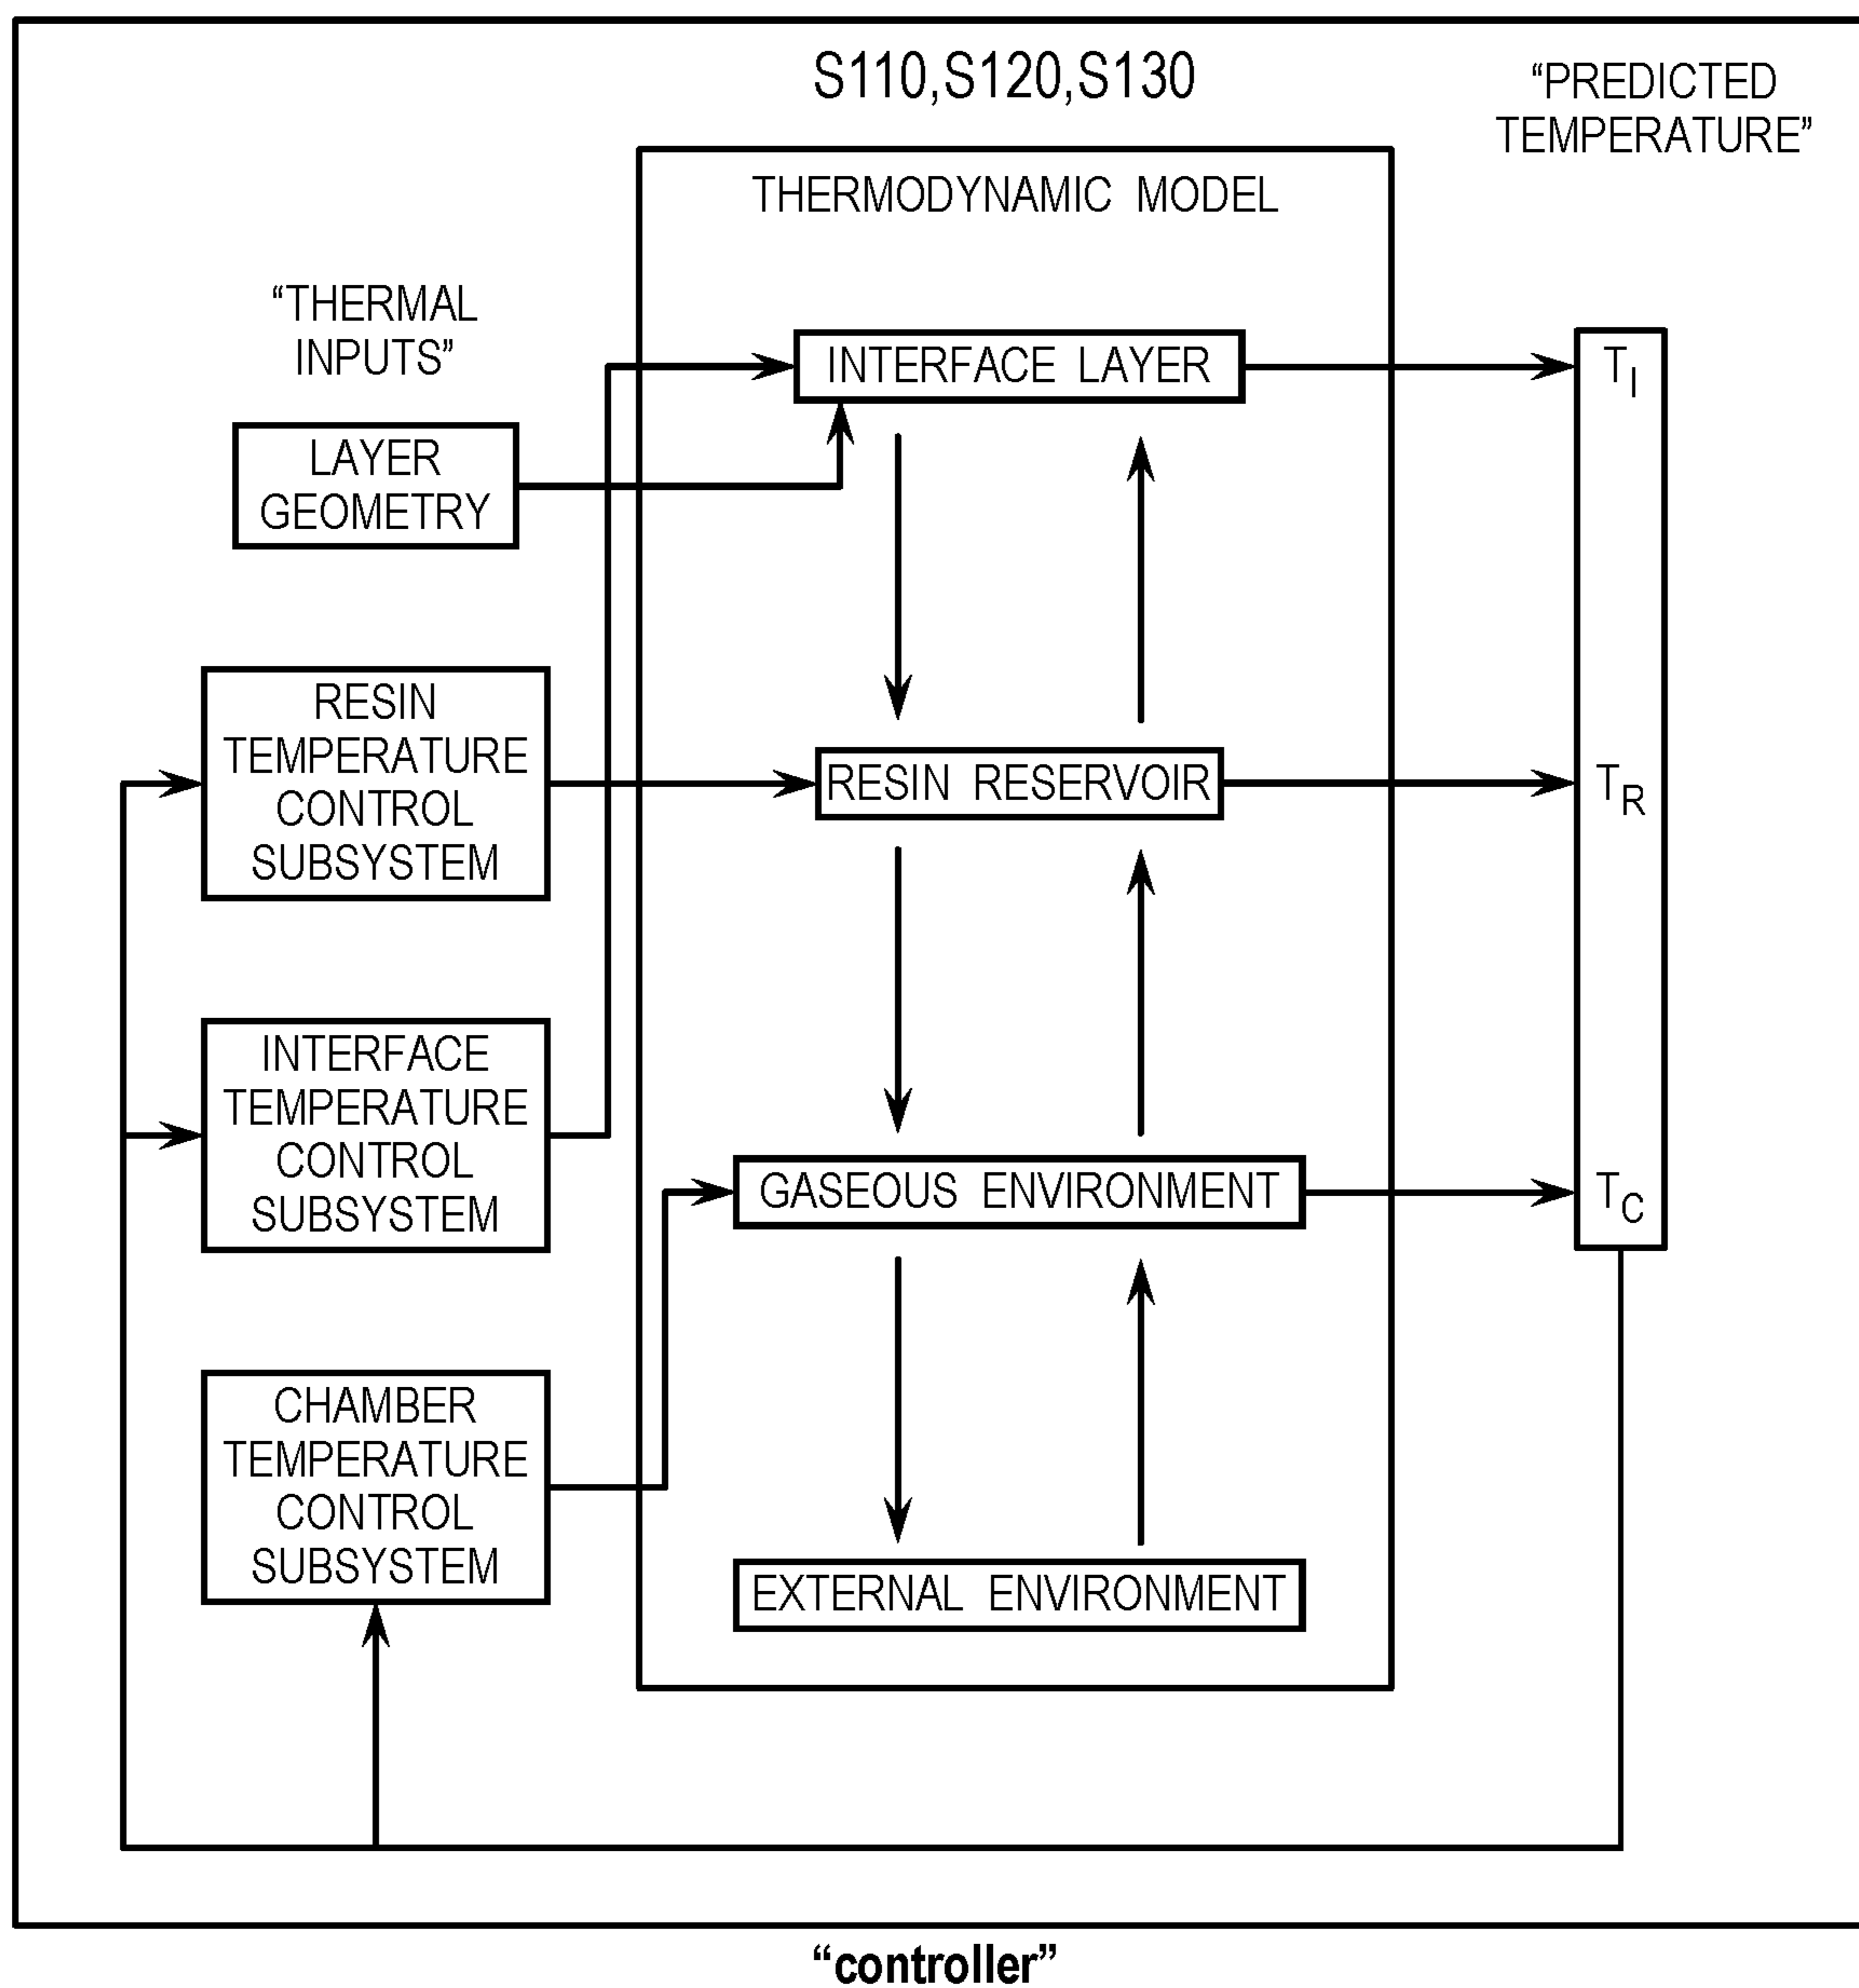 S110,S120,S130
“PREDICTED
TEMPERATURE”
THERMODYNAMIC MODEL
“THERMAL
INPUTS”
INTERFACE LAYER
T_I
LAYER
GEOMETRY
RESIN
TEMPERATURE
CONTROL
SUBSYSTEM
RESIN RESERVOIR
T_R
INTERFACE
TEMPERATURE
CONTROL
SUBSYSTEM
GASEOUS ENVIRONMENT
T_C
CHAMBER
TEMPERATURE
CONTROL
SUBSYSTEM
EXTERNAL ENVIRONMENT
“controller”